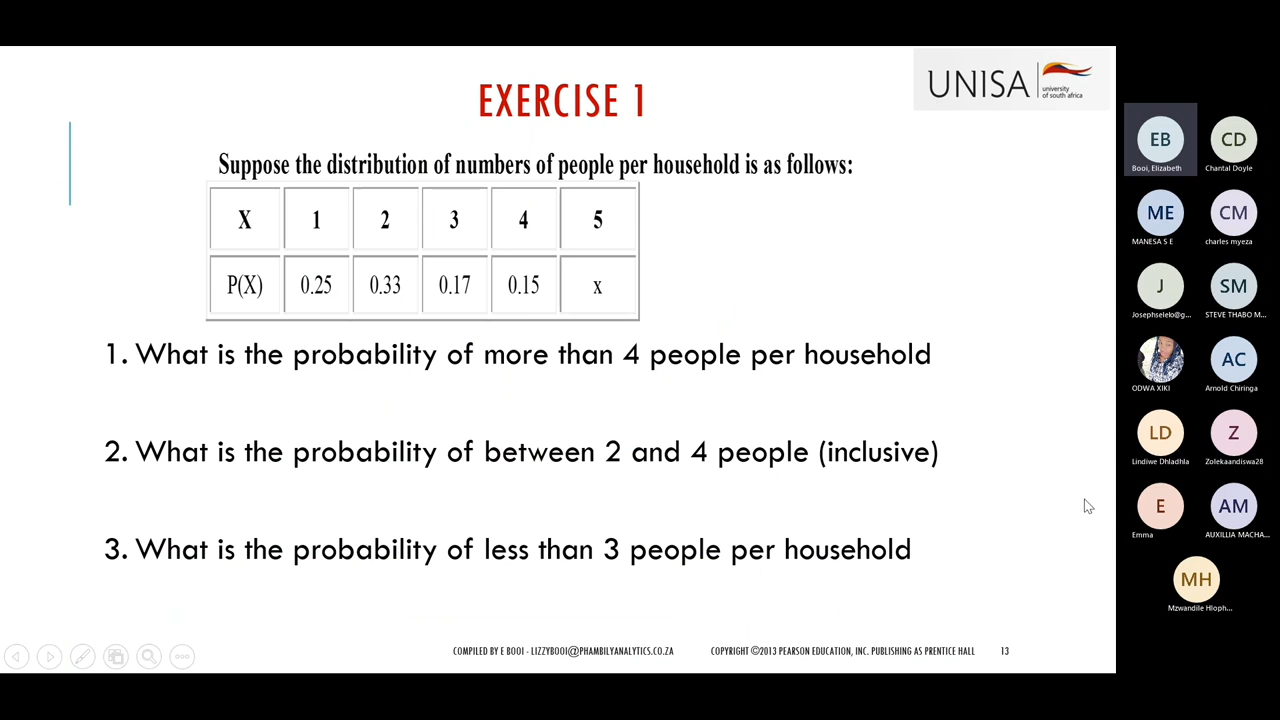 UNISA
university
of south africa
EXERCISE 1
Suppose the distribution of numbers of people per household is as follows:
X 1 2 3 4 5
P(X) 0.25 0.33 0.17 0.15 x
1. What is the probability of more than 4 people per household
2. What is the probability of between 2 and 4 people (inclusive)
3. What is the probability of less than 3 people per household
COMPILED BY E BOOI - LIZZYBOOI@PHAMBILYANALYTICS.CO.ZA COPYRIGHT ©2013 PEARSON EDUCATION, INC. PUBLISHING AS PRENTICE HALL 13
EB CD
Booi, Elizabeth Chantal Doyle
ME CM
MANESA S E charles myeza
J SM
Josephselelo@g... STEVE THABO M...
AC
ODWA XIKI Arnold Chiringa
LD Z
Lindiwe Dhladhla Zolekaandiswa28
E AM
Emma AUXILLIA MACHA...
MH
Mzwandile Hloph...